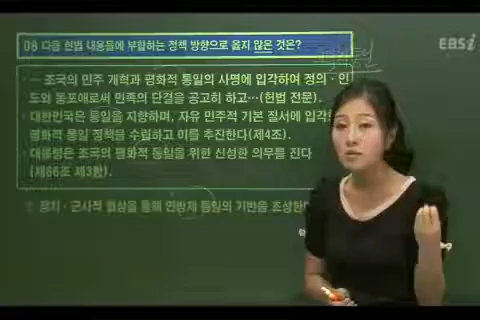 08 다음 헌법 내용들에 부합하는 정책 방향으로 옳지 않은 것은?
EBSi
· … 조국의 민주 개혁과 평화적 통일의 사명에 입각하여 정의 · 인
도와 동포애로써 민족의 단결을 공고히 하고…(헌법 전문).
· 대한민국은 통일을 지향하며, 자유 민주적 기본 질서에 입각
평화적 통일 정책을 수립하고 이를 추진한다(제4조).
· 대통령은 조국의 평화적 통일을 위한 신성한 의무를 진다
(제66조 제3항).
정치 · 군사적 협상을 통해 연방제 통일의 기반을 조성한